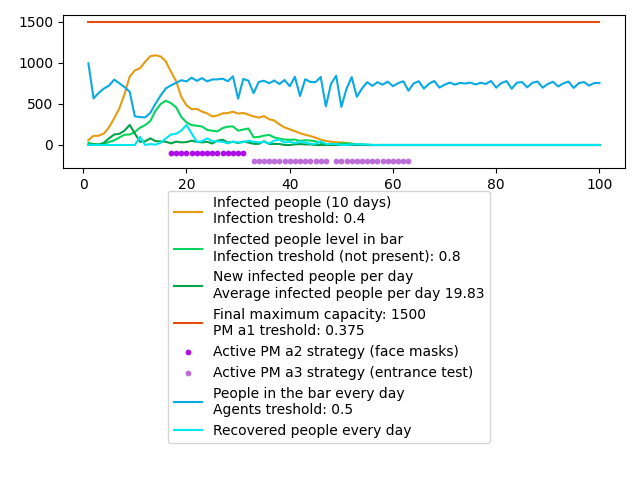 1500
1000
500
0
0
20
40
60
80
100
Infected people (10 days)
Infection treshold: 0.4
Infected people level in bar
Infection treshold (not present): 0.8
New infected people per day
Average infected people per day 19.83
Final maximum capacity: 1500
PM a1 treshold: 0.375
Active PM a2 strategy (face masks)
Active PM a3 strategy (entrance test)
People in the bar every day
Agents treshold: 0.5
Recovered people every day